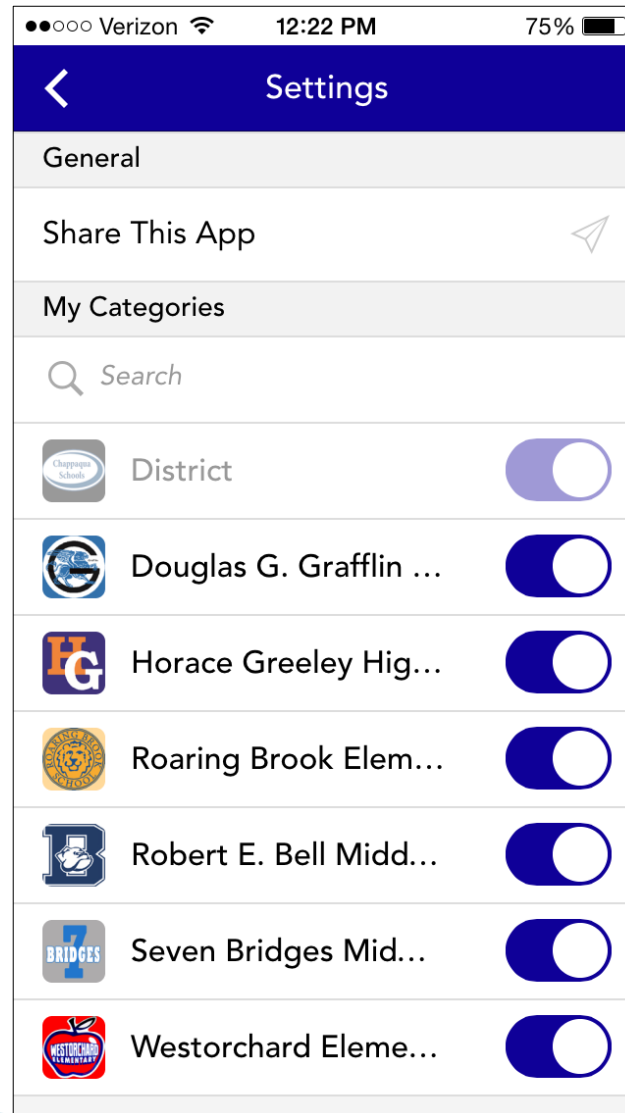 ●●○○○ Verizon 12:22 PM 75%
Settings
General
Share This App
My Categories
Search
Chappaqua
Schools
District
G
Douglas G. Grafflin ...
HG
Horace Greeley Hig...
ROARING BROOK
SCHOOL
Roaring Brook Elem...
B
Robert E. Bell Midd...
7
BRIDGES
Seven Bridges Mid...
WESTORCHARD
ELEMENTARY
Westorchard Eleme...